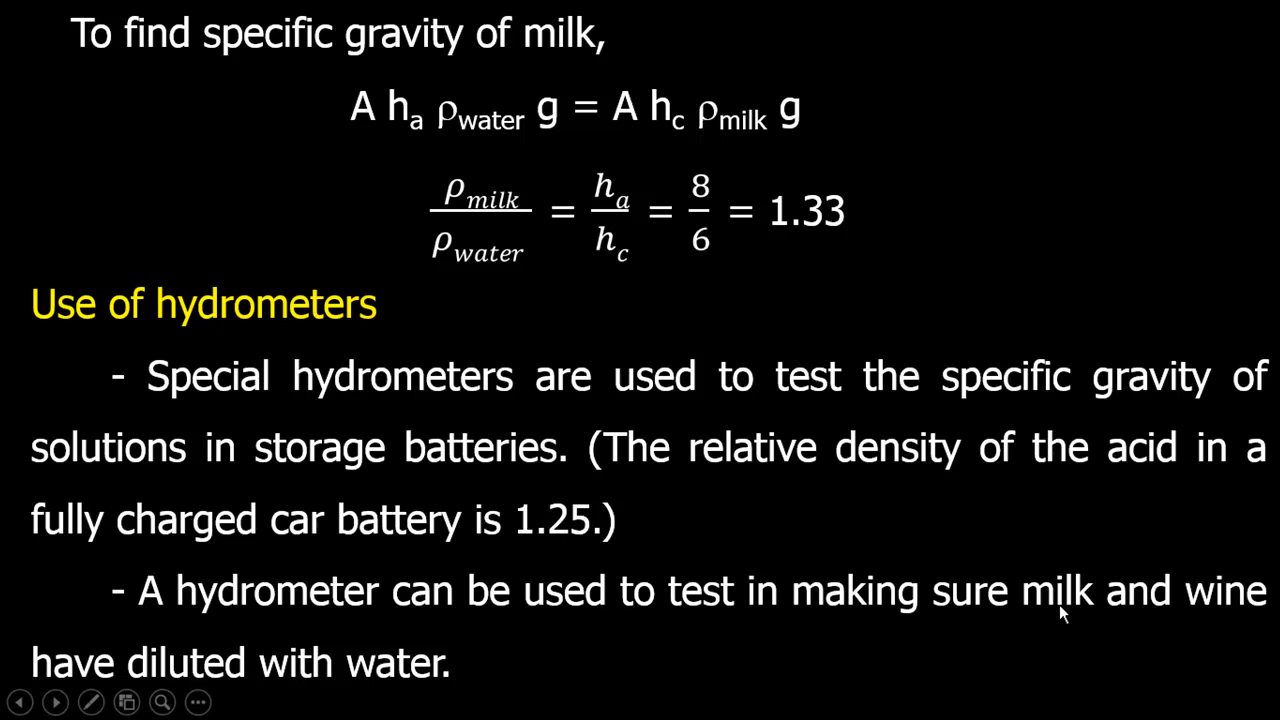 To find specific gravity of milk,
A hₐ ρ_water g = A h_c ρ_milk g
ρ_milk / ρ_water = h_a / h_c = 8 / 6 = 1.33
Use of hydrometers
- Special hydrometers are used to test the specific gravity of
solutions in storage batteries. (The relative density of the acid in a
fully charged car battery is 1.25.)
- A hydrometer can be used to test in making sure milk and wine
have diluted with water.